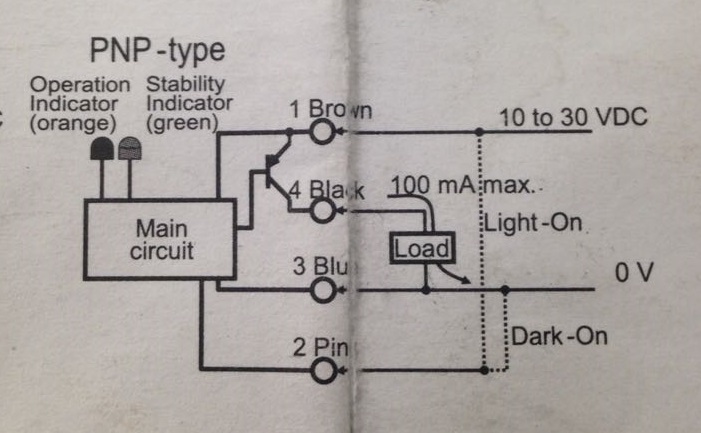 PNP-type
Operation Indicator (orange)
Stability Indicator (green)
1 Brown
10 to 30 VDC
4 Black
100 mA max.
Light-On
Main circuit
Load
3 Blu
0 V
Dark-On
2 Pin